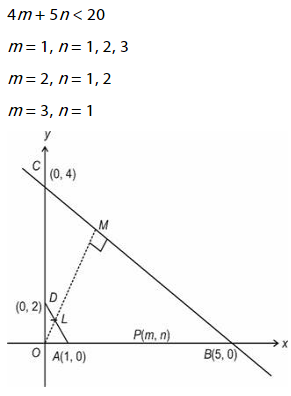 4m + 5n < 20
m = 1, n = 1, 2, 3
m = 2, n = 1, 2
m = 3, n = 1
y
C
(0, 4)
M
D
(0, 2)
L
P(m, n)
x
O
A(1, 0)
B(5, 0)